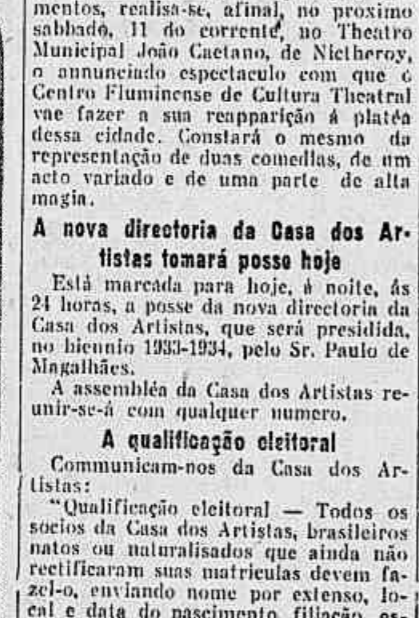 mentos, realisa-se, afinal, no proximo
sabbado, 11 do corrente, no Theatro
Municipal João Caetano, de Nictheroy,
o annunciado espectaculo com que o
Centro Fluminense de Cultura Theatral
vae fazer a sua reapparição á platéa
dessa cidade. Constará o mesmo da
representação de duas comedias, de um
acto variado e de uma parte de alta
magia.
A nova directoria da Casa dos Ar-
tistas tomará posse hoje
Está marcada para hoje, á noite, ás
24 horas, a posse da nova directoria da
Casa dos Artistas, que será presidida,
no biennio 1933-1934, pelo Sr. Paulo de
Magalhães.
A assembléa da Casa dos Artistas re-
unir-se-á com qualquer numero.
A qualificação eleitoral
Communicam-nos da Casa dos Ar-
tistas:
"Qualificação eleitoral — Todos os
socios da Casa dos Artistas, brasileiros
natos ou naturalisados que ainda não
rectificaram suas matriculas devem fa-
zel-o, enviando nome por extenso, lo-
cal e data do nascimento, filiação, es-